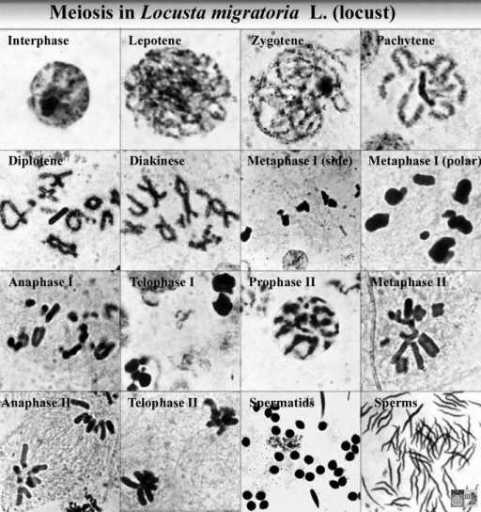 Meiosis in Locusta migratoria L. (locust)
Interphase
Lepotene
Zygotene
Pachytene
Diplotene
Diakinese
Metaphase I (side)
Metaphase I (polar)
Anaphase I
Telophase I
Prophase II
Metaphase II
Anaphase II
Telophase II
Spermatids
Sperms